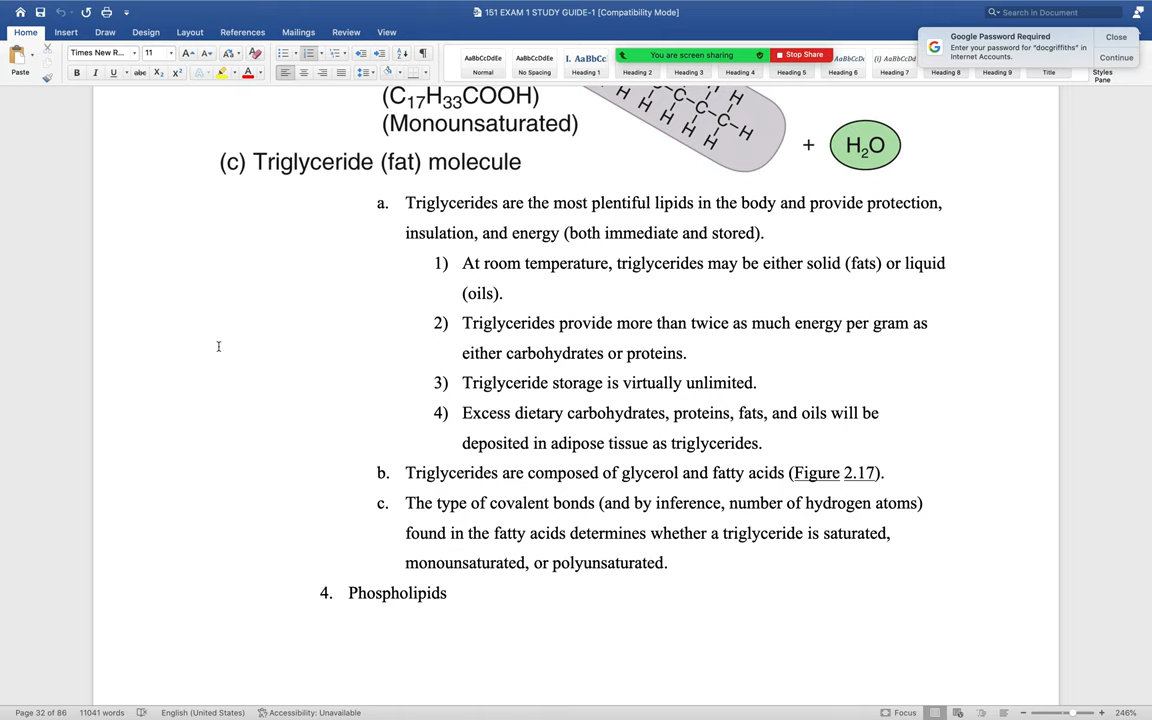 151 EXAM 1 STUDY GUIDE-1 [Compatibility Mode]
Search in Document
Home Insert Draw Design Layout References Mailings Review View
Google Password Required
Enter your password for "docgriffiths" in
Internet Accounts.
Close
Continue
Paste
Times New R... 11
You are screen sharing
Stop Share
AaBbCcDdEe AaBbCcDdEe I. AaBbCc
Normal No Spacing Heading 1 Heading 2 Heading 3 Heading 4 Heading 5 Heading 6 Heading 7 Heading 8 Heading 9 Title
Styles
Pane
(C₁₇H₃₃COOH)
(Monounsaturated)
+ H₂O
(c) Triglyceride (fat) molecule
a. Triglycerides are the most plentiful lipids in the body and provide protection,
insulation, and energy (both immediate and stored).
1) At room temperature, triglycerides may be either solid (fats) or liquid
(oils).
2) Triglycerides provide more than twice as much energy per gram as
either carbohydrates or proteins.
3) Triglyceride storage is virtually unlimited.
4) Excess dietary carbohydrates, proteins, fats, and oils will be
deposited in adipose tissue as triglycerides.
b. Triglycerides are composed of glycerol and fatty acids (Figure 2.17).
c. The type of covalent bonds (and by inference, number of hydrogen atoms)
found in the fatty acids determines whether a triglyceride is saturated,
monounsaturated, or polyunsaturated.
4. Phospholipids
Page 32 of 86 11041 words English (United States) Accessibility: Unavailable Focus 246%